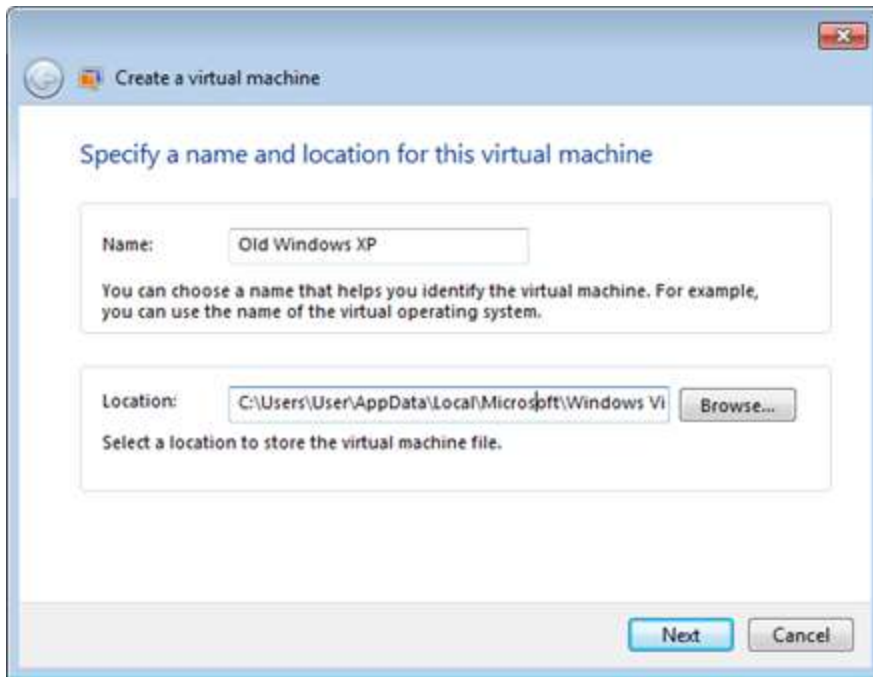 Create a virtual machine
Specify a name and location for this virtual machine
Name: Old Windows XP
You can choose a name that helps you identify the virtual machine. For example,
you can use the name of the virtual operating system.
Location: C:\Users\User\AppData\Local\Microsoft\Windows Vi Browse...
Select a location to store the virtual machine file.
Next Cancel